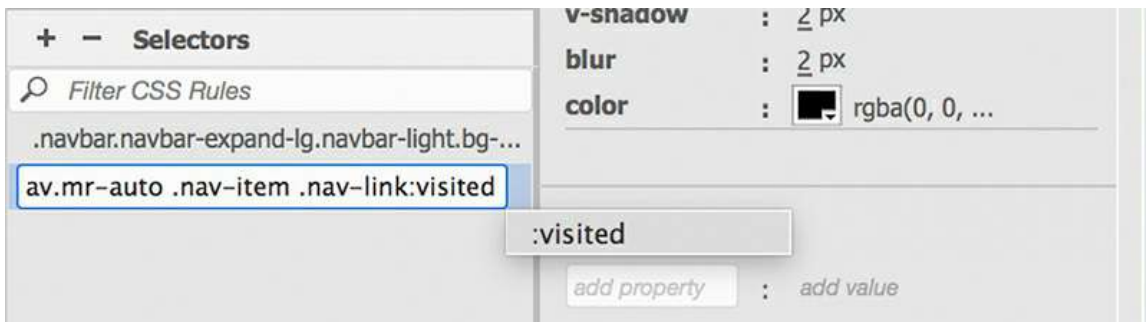 + − Selectors
Filter CSS Rules
.navbar.navbar-expand-lg.navbar-light.bg-...
av.mr-auto .nav-item .nav-link:visited
:visited
v-shadow : 2 px
blur : 2 px
color : rgba(0, 0, ...
add property : add value